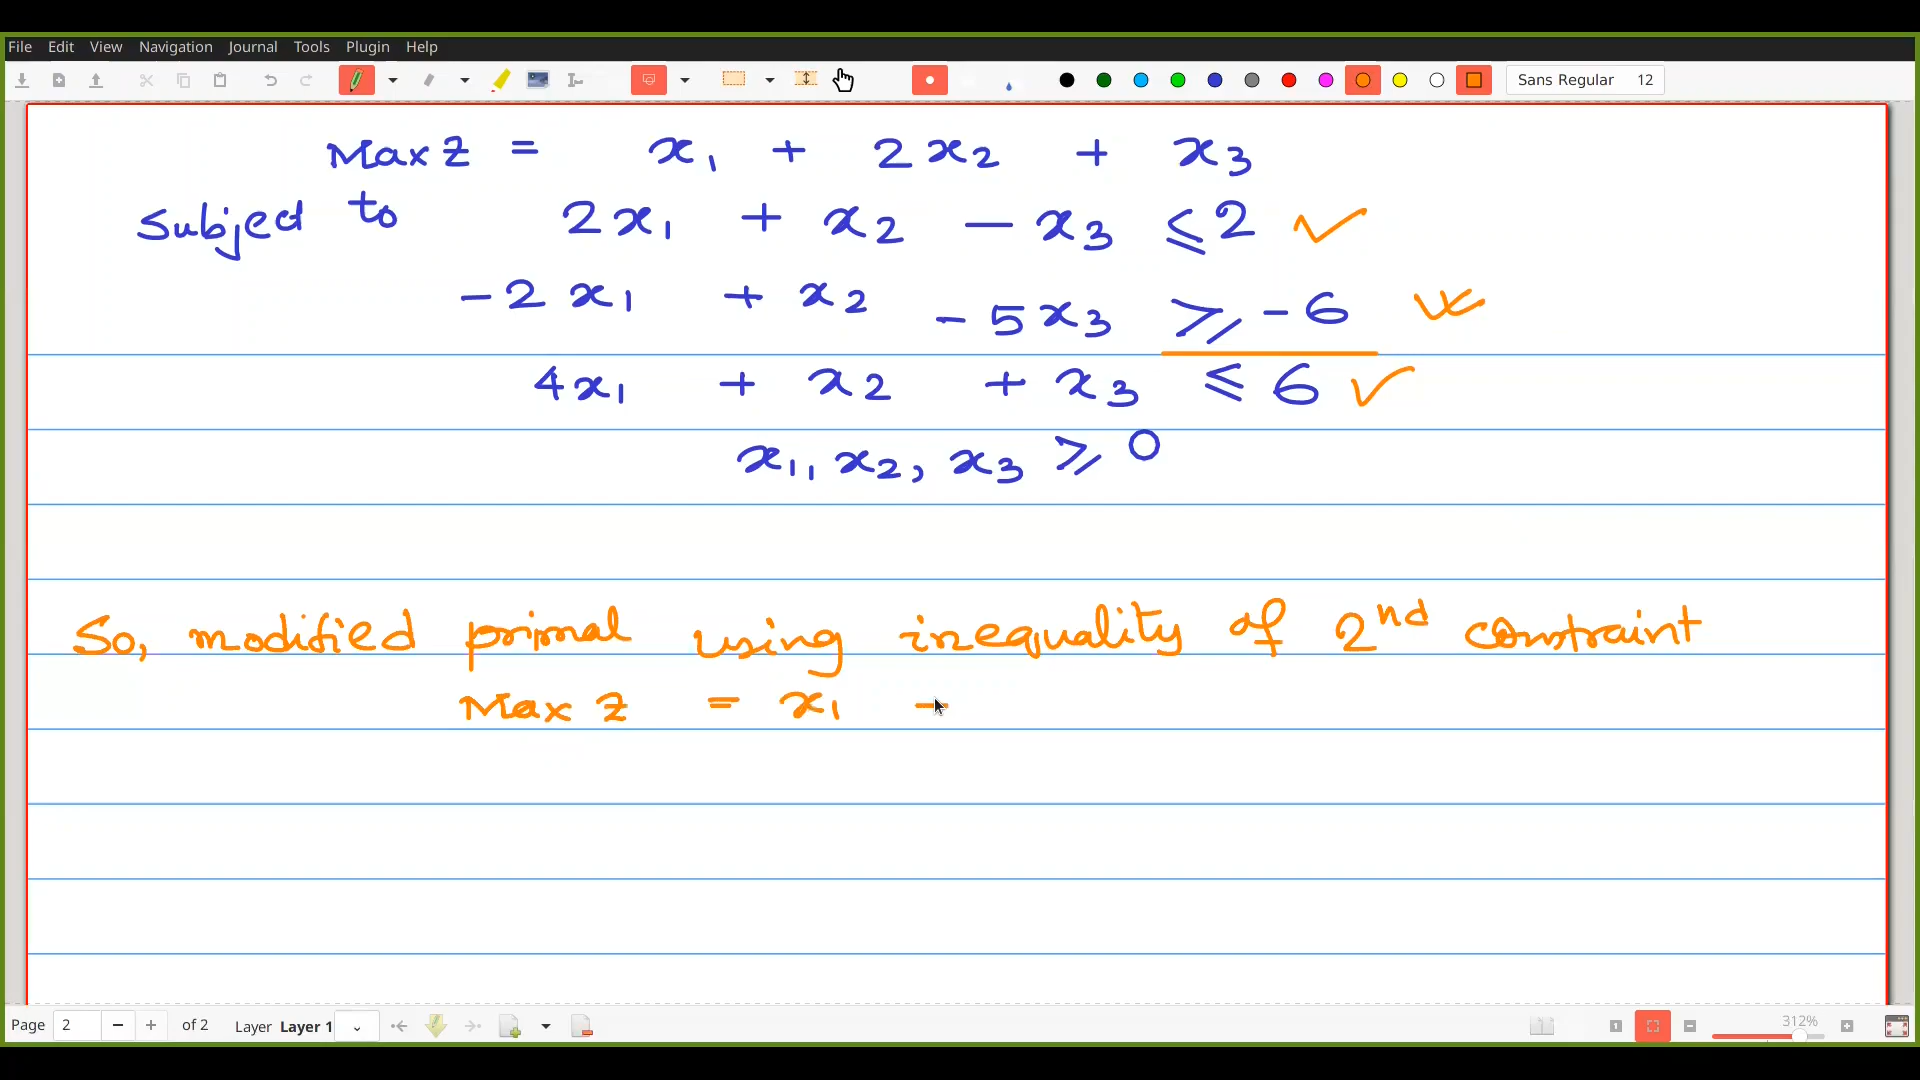 File Edit View Navigation Journal Tools Plugin Help
Sans Regular 12
Max Z = x₁ + 2x₂ + x₃
Subject to 2x₁ + x₂ - x₃ ⩽ 2 ✓
-2x₁ + x₂ - 5x₃ ⩾ -6
4x₁ + x₂ + x₃ ⩽ 6 ✓
x₁, x₂, x₃ ⩾ 0
So, modified primal using inequality of 2nd constraint
Max Z = x₁ -
Page 2 of 2 Layer Layer 1 312%